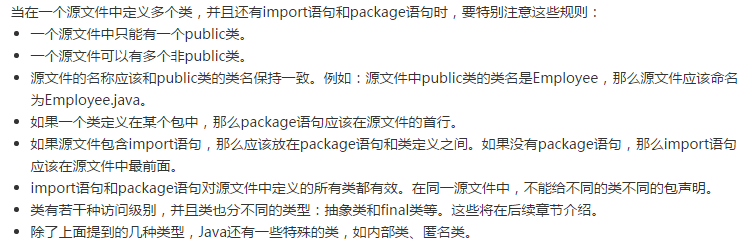 当在一个源文件中定义多个类，并且还有import语句和package语句时，要特别注意这些规则：
• 一个源文件中只能有一个public类。
• 一个源文件可以有多个非public类。
• 源文件的名称应该和public类的类名保持一致。例如：源文件中public类的类名是Employee，那么源文件应该命名
为Employee.java。
• 如果一个类定义在某个包中，那么package语句应该在源文件的首行。
• 如果源文件包含import语句，那么应该放在package语句和类定义之间。如果没有package语句，那么import语句
应该在源文件中最前面。
• import语句和package语句对源文件中定义的所有类都有效。在同一源文件中，不能给不同的类不同的包声明。
• 类有若干种访问级别，并且类也分不同的类型：抽象类和final类等。这些将在后续章节介绍。
• 除了上面提到的几种类型，Java还有一些特殊的类，如内部类、匿名类。